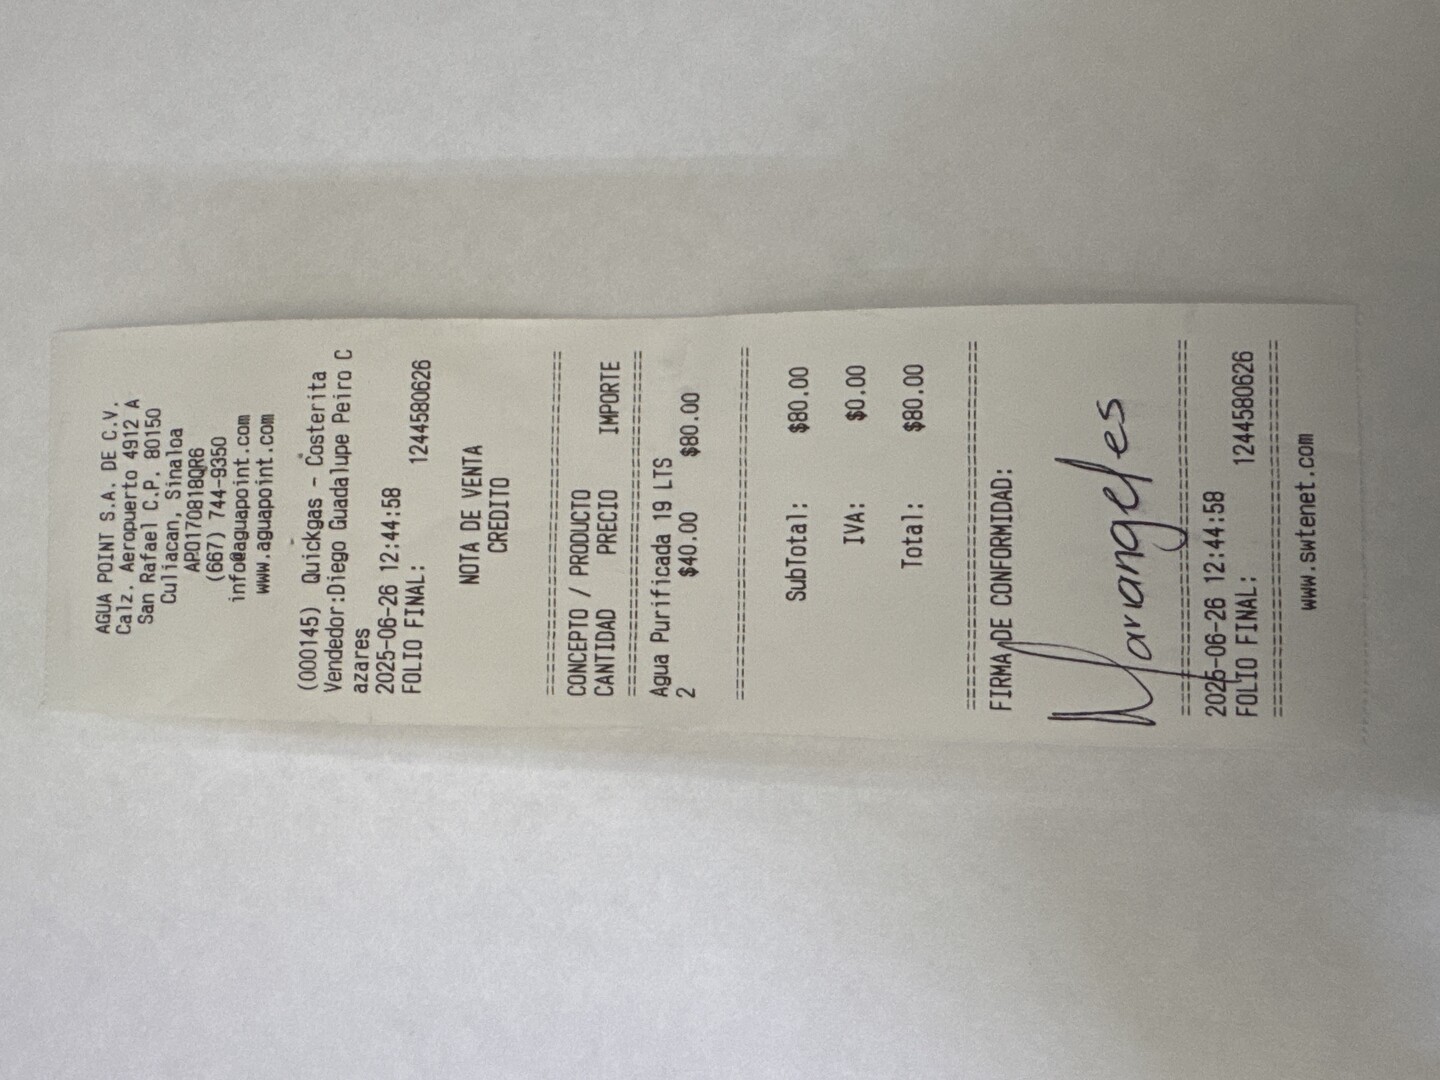 AGUA POINT S.A. DE C.V.
Calz. Aeropuerto 4912 A
San Rafael C.P. 80150
Culiacan, Sinaloa
APO170818QR6
(667) 744-9350
info@aguapoint.com
www.aguapoint.com
(000145) Quickgas - Costerita
Vendedor:Diego Guadalupe Peiro C
azares
2025-06-26 12:44:58
FOLIO FINAL: 1244580626
NOTA DE VENTA
CREDITO
================================
CONCEPTO / PRODUCTO
CANTIDAD PRECIO IMPORTE
================================
Agua Purificada 19 LTS
2 $40.00 $80.00
================================
SubTotal: $80.00
IVA: $0.00
Total: $80.00
================================
FIRMA DE CONFORMIDAD:
Mariangeles
================================
2025-06-26 12:44:58
FOLIO FINAL: 1244580626
================================
www.swtenet.com